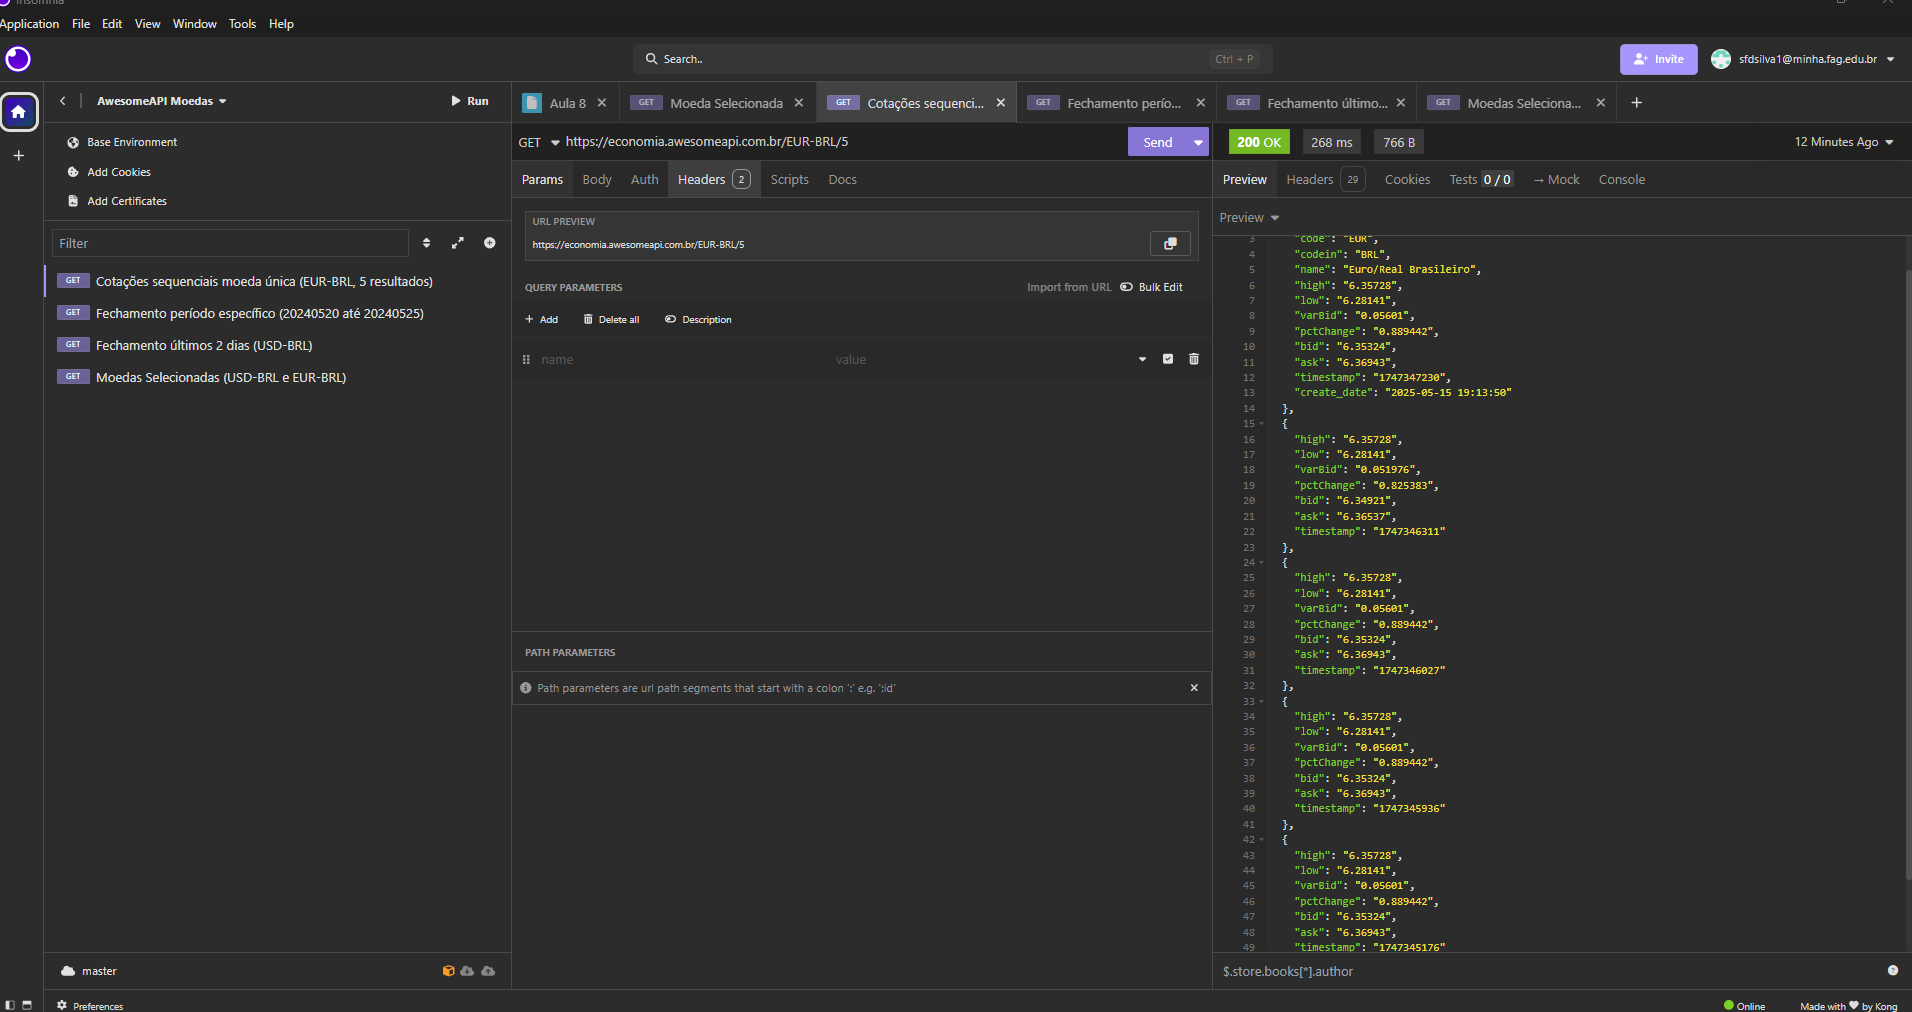 Insomnia
Application File Edit View Window Tools Help
Search.. Ctrl + P
Invite
sfdsilva1@minha.fag.edu.br
AwesomeAPI Moedas
Run
Base Environment
Add Cookies
Add Certificates
Filter
GET Cotações sequenciais moeda única (EUR-BRL, 5 resultados)
GET Fechamento período específico (20240520 até 20240525)
GET Fechamento últimos 2 dias (USD-BRL)
GET Moedas Selecionadas (USD-BRL e EUR-BRL)
master
Preferences
Aula 8
GET Moeda Selecionada
GET Cotações sequenci...
GET Fechamento perío...
GET Fechamento último...
GET Moedas Seleciona...
GET https://economia.awesomeapi.com.br/EUR-BRL/5
Send
Params Body Auth Headers 2 Scripts Docs
URL PREVIEW
https://economia.awesomeapi.com.br/EUR-BRL/5
QUERY PARAMETERS
Import from URL Bulk Edit
Add Delete all Description
name value
PATH PARAMETERS
Path parameters are url path segments that start with a colon ':' e.g. ':id'
200 OK 268 ms 766 B
12 Minutes Ago
Preview Headers 29 Cookies Tests 0 / 0 → Mock Console
Preview
3 "code": "EUR",
4 "codein": "BRL",
5 "name": "Euro/Real Brasileiro",
6 "high": "6.35728",
7 "low": "6.28141",
8 "varBid": "0.05601",
9 "pctChange": "0.889442",
10 "bid": "6.35324",
11 "ask": "6.36943",
12 "timestamp": "1747347230",
13 "create_date": "2025-05-15 19:13:50"
14 },
15 {
16 "high": "6.35728",
17 "low": "6.28141",
18 "varBid": "0.051976",
19 "pctChange": "0.825383",
20 "bid": "6.34921",
21 "ask": "6.36537",
22 "timestamp": "1747346311"
23 },
24 {
25 "high": "6.35728",
26 "low": "6.28141",
27 "varBid": "0.05601",
28 "pctChange": "0.889442",
29 "bid": "6.35324",
30 "ask": "6.36943",
31 "timestamp": "1747346027"
32 },
33 {
34 "high": "6.35728",
35 "low": "6.28141",
36 "varBid": "0.05601",
37 "pctChange": "0.889442",
38 "bid": "6.35324",
39 "ask": "6.36943",
40 "timestamp": "1747345936"
41 },
42 {
43 "high": "6.35728",
44 "low": "6.28141",
45 "varBid": "0.05601",
46 "pctChange": "0.889442",
47 "bid": "6.35324",
48 "ask": "6.36943",
49 "timestamp": "1747345176"
$.store.books[*].author
Online
Made with ❤ by Kong